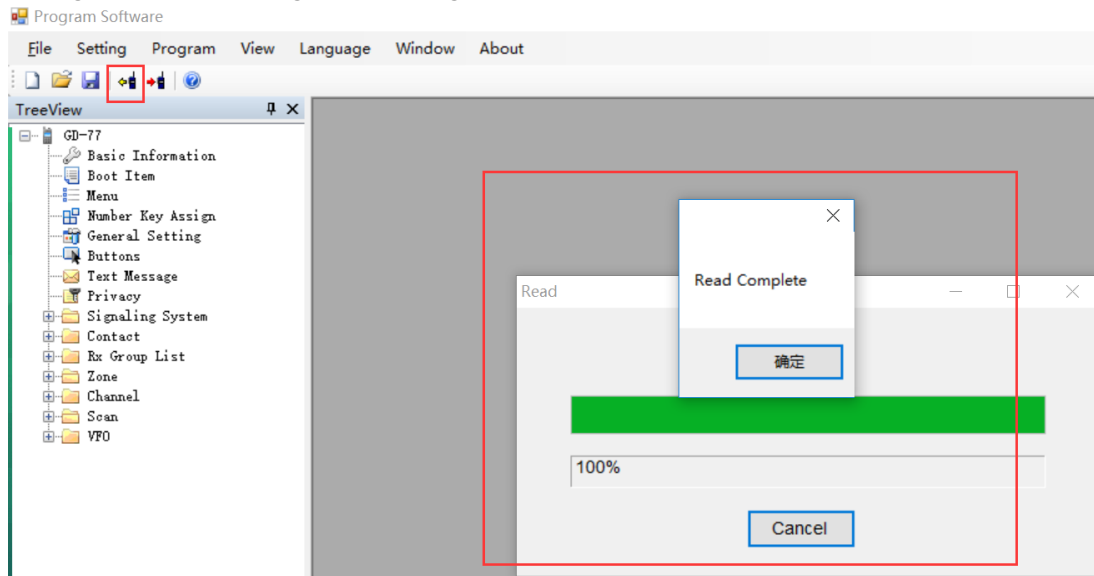 Program Software
File Setting Program View Language Window About
TreeView
GD-77
Basic Information
Boot Item
Menu
Number Key Assign
General Setting
Buttons
Text Message
Privacy
Signaling System
Contact
Rx Group List
Zone
Channel
Scan
VFO
Read
Read Complete
确定
100%
Cancel